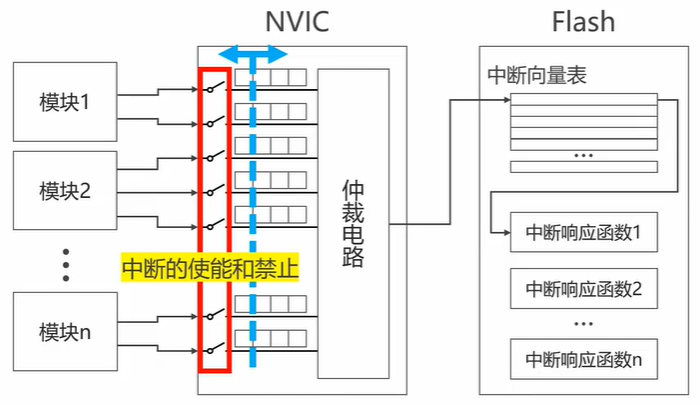 NVIC
Flash
模块1
模块2
模块n
中断的使能和禁止
仲裁电路
中断向量表
...
中断响应函数1
中断响应函数2
...
中断响应函数n